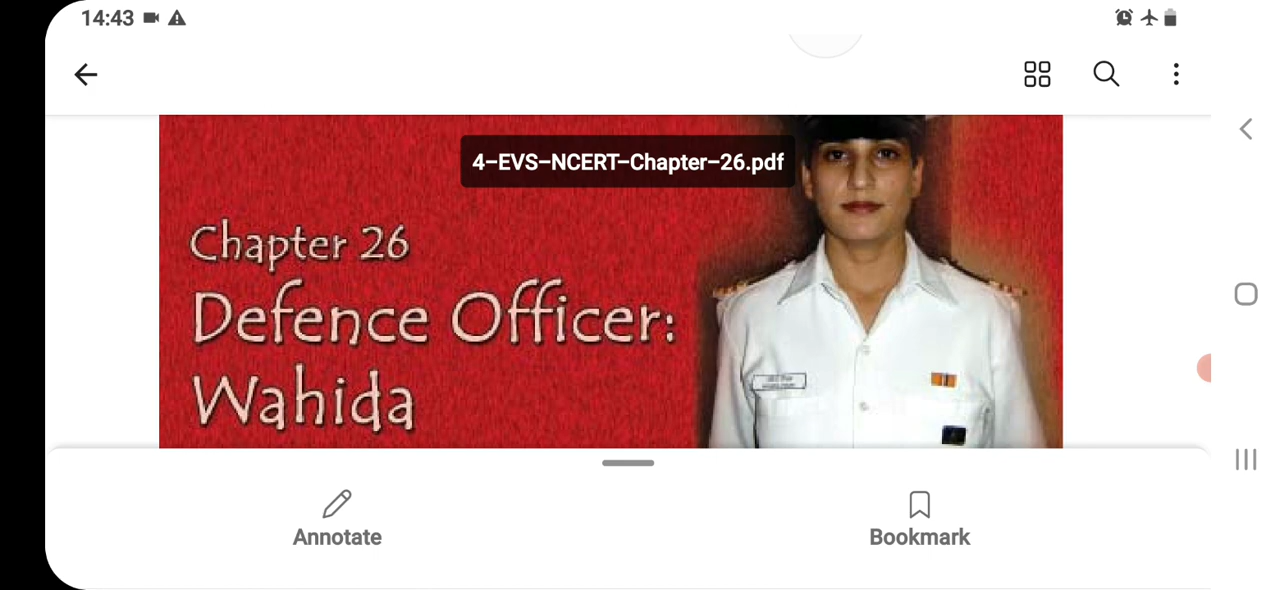 14:43
4-EVS-NCERT-Chapter-26.pdf
Chapter 26
Defence Officer:
Wahida
Annotate
Bookmark